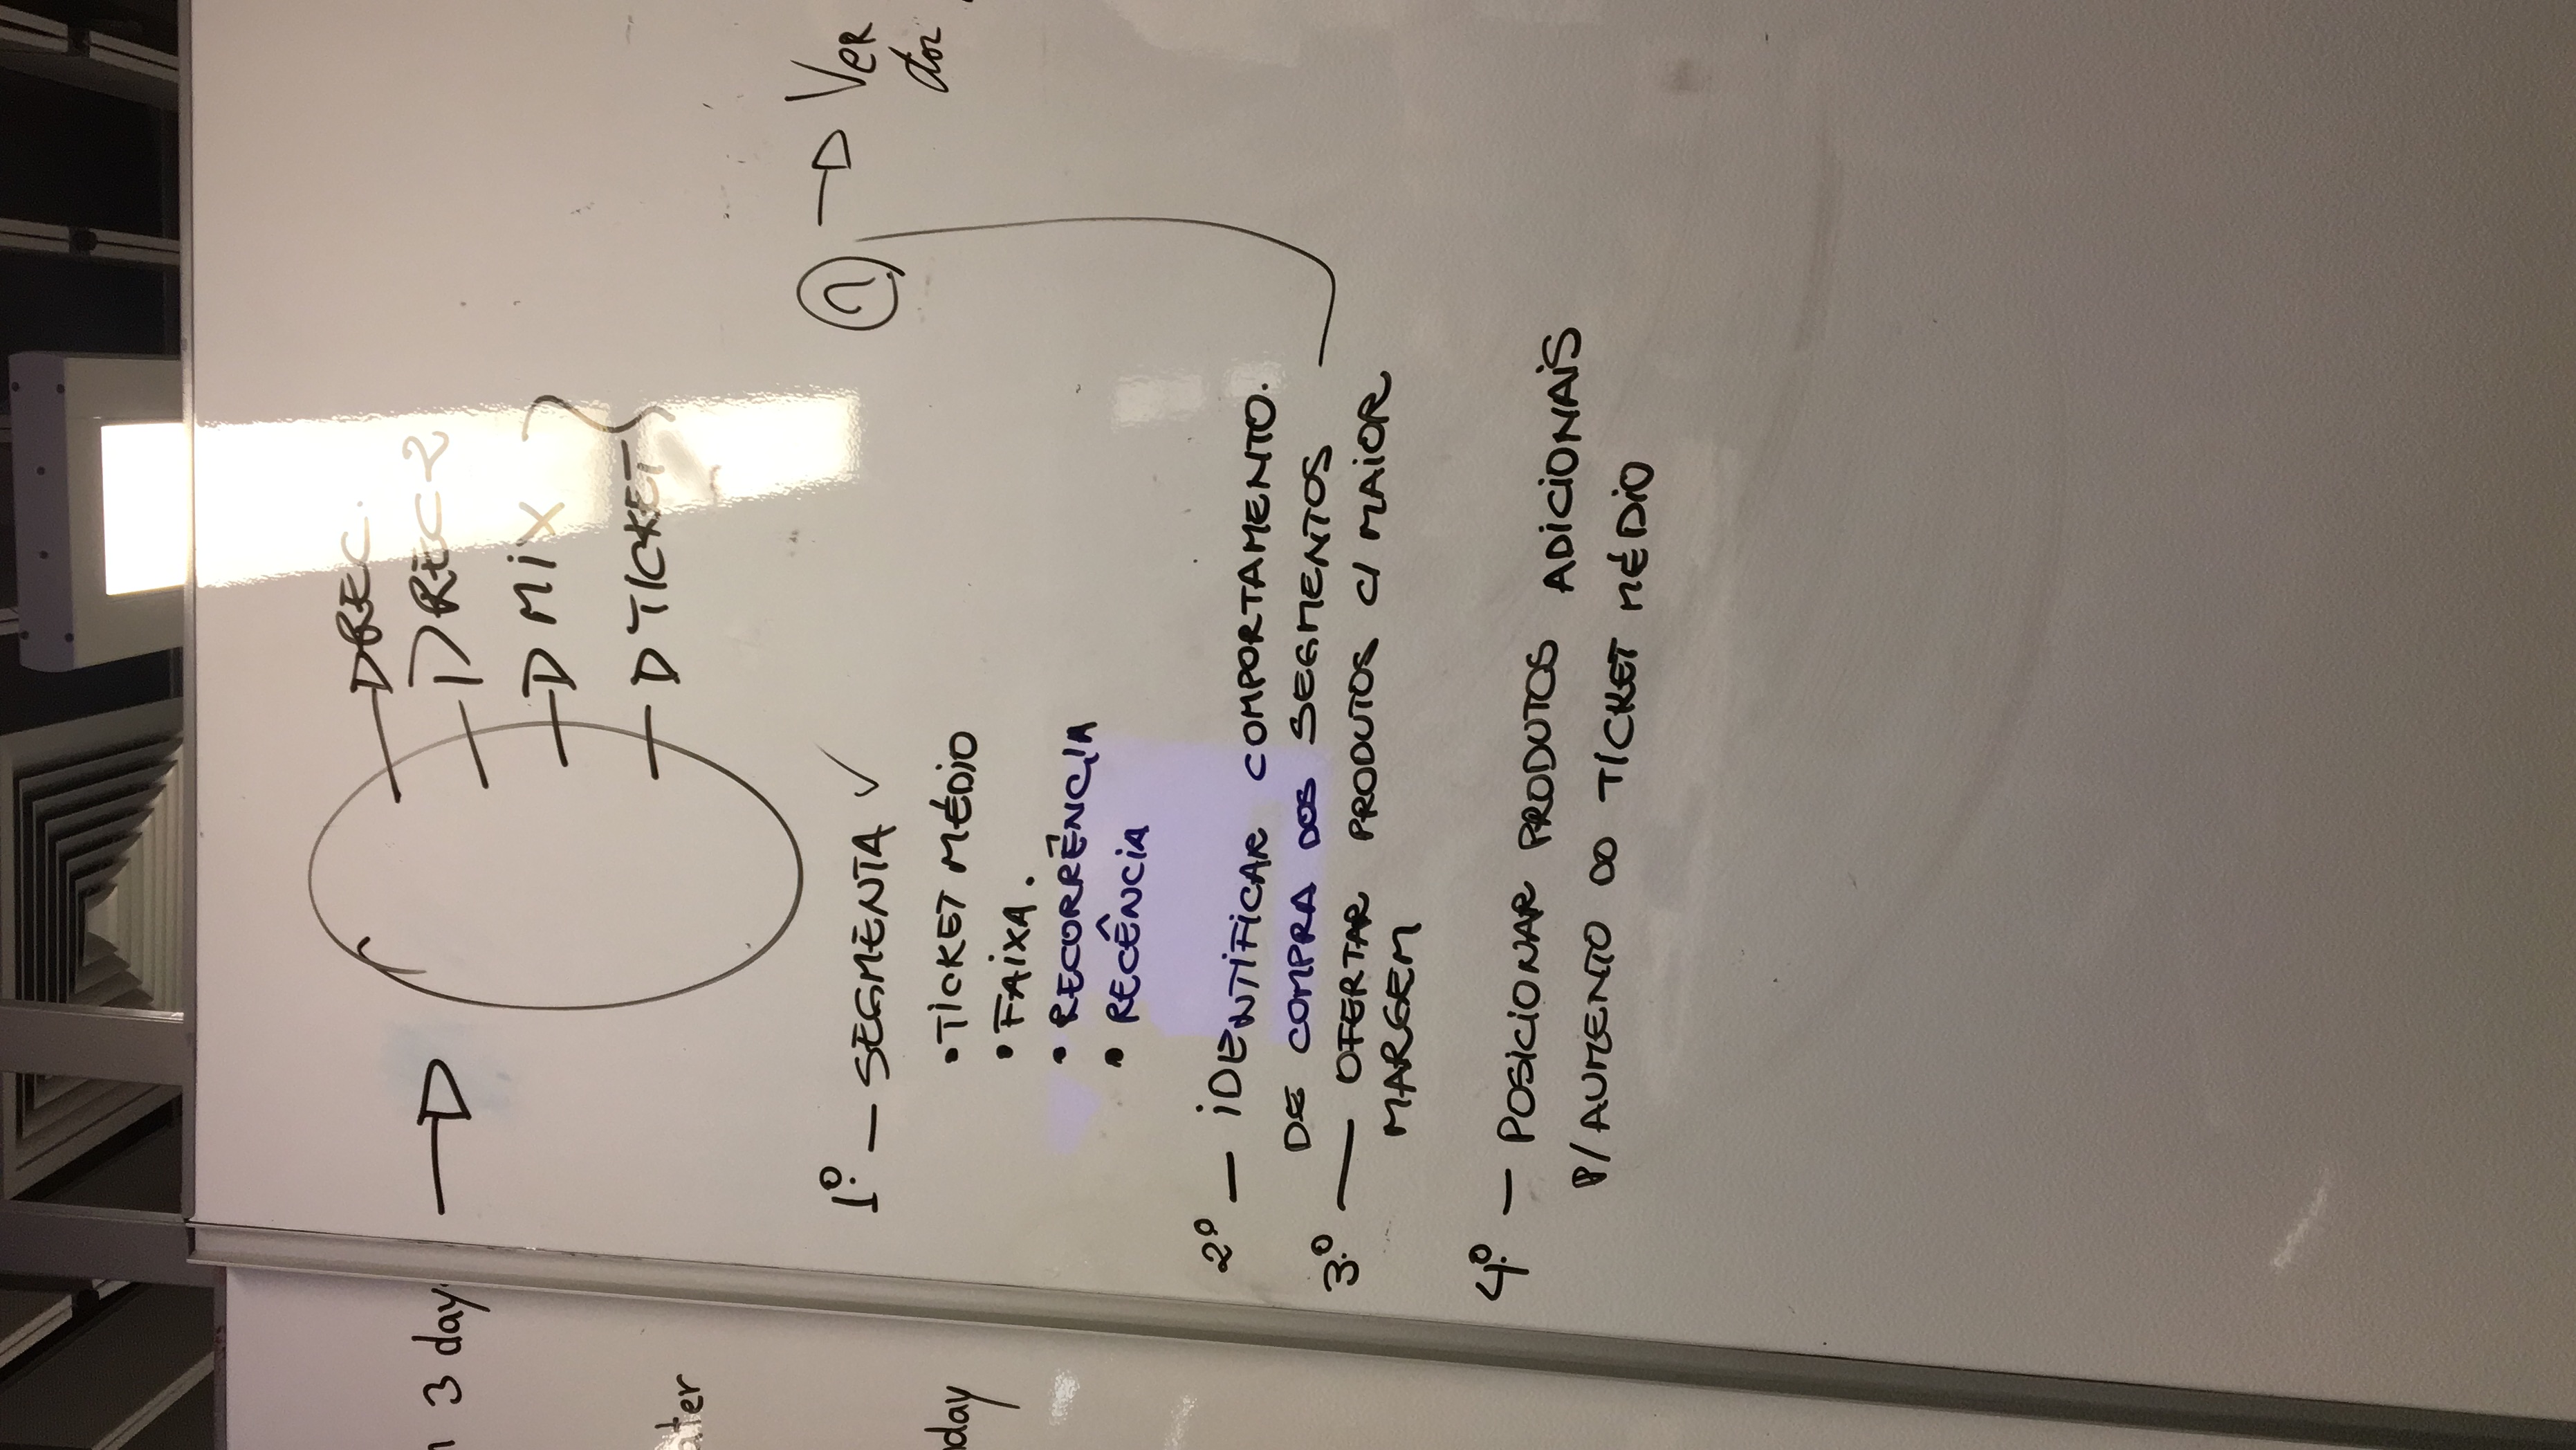 3 day
REC.
REC 2
MIX
TICKET
ater
1º — SEGMENTA ✓
? Ver
dor
• TICKET MÉDIO
day
• FAIXA.
• RECORRÊNCIA
• RECÊNCIA
2º — IDENTIFICAR COMPORTAMENTO.
DE COMPRA DOS SEGMENTOS
3º — OFERTAR PRODUTOS C/ MAIOR
MARGEM
4º — POSICIONAR PRODUTOS ADICIONAIS
P/ AUMENTO DO TICKET MÉDIO